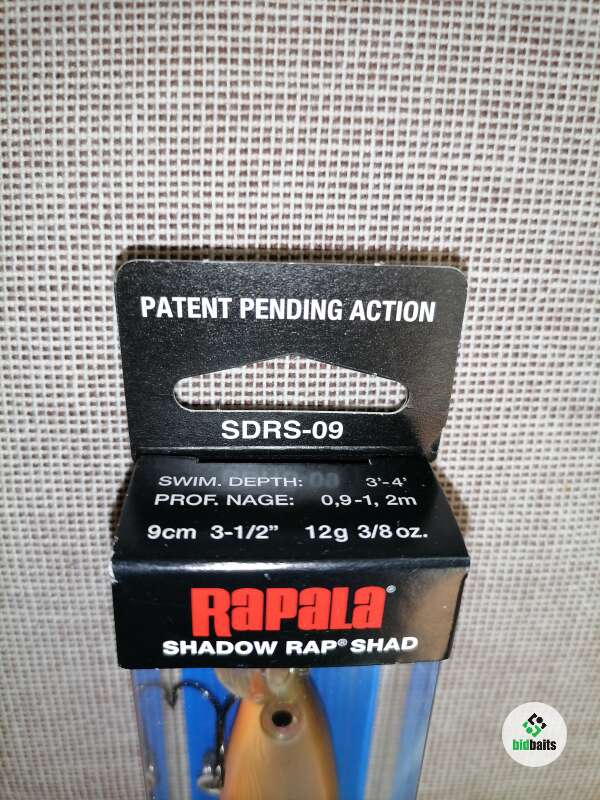 PATENT PENDING ACTION
SDRS-09
SWIM. DEPTH: 3'-4'
PROF. NAGE: 0,9-1, 2m
9cm 3-1/2" 12g 3/8 oz.
RAPALA®
SHADOW RAP® SHAD
bidbaits